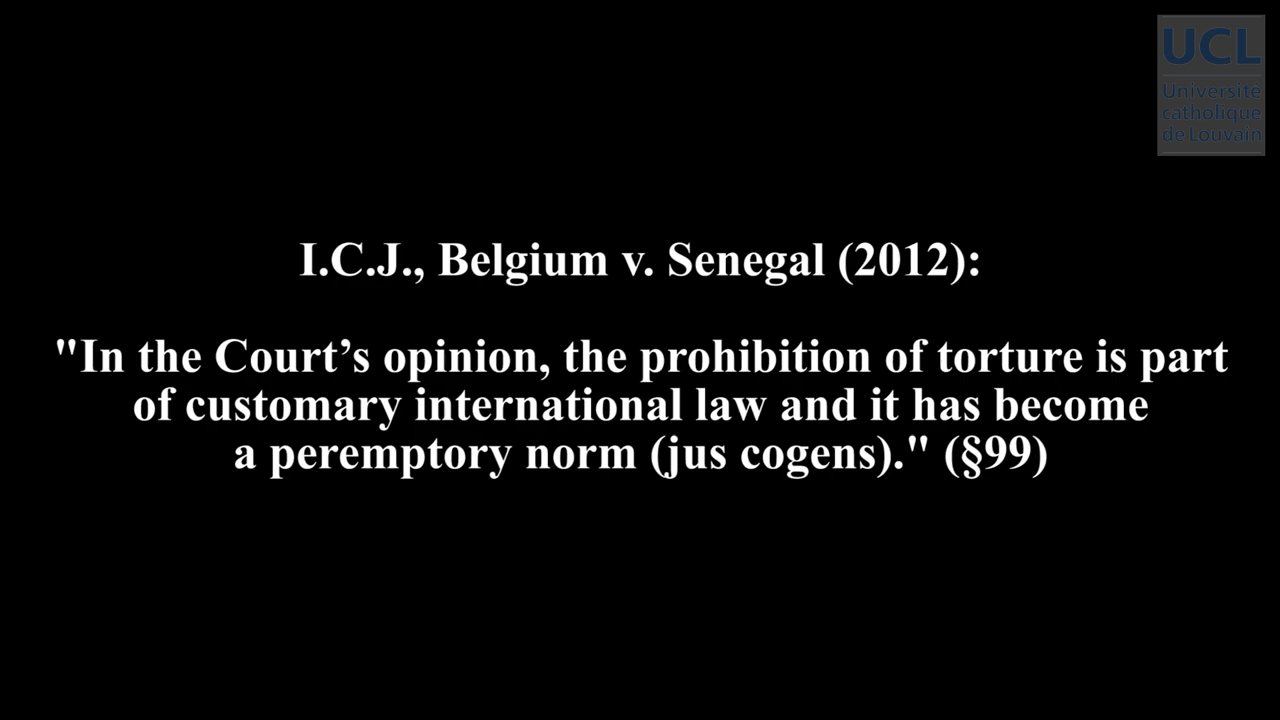 UCL
Université
catholique
de Louvain
I.C.J., Belgium v. Senegal (2012):
"In the Court’s opinion, the prohibition of torture is part
of customary international law and it has become
a peremptory norm (jus cogens)." (§99)